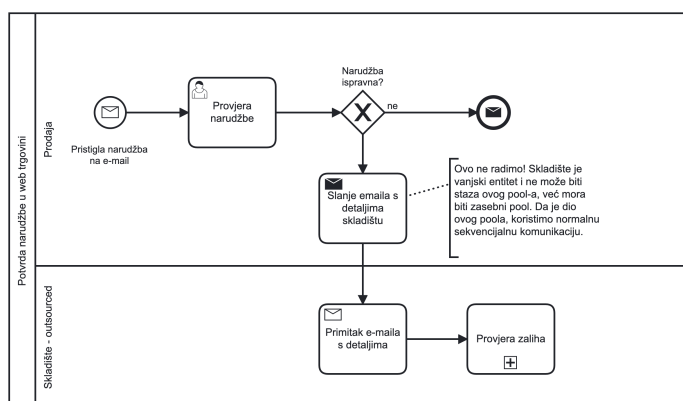 Potvrda narudžbe u web trgovini
Prodaja
Pristigla narudžba
na e-mail
Provjera
narudžbe
Narudžba
ispravna?
ne
Slanje emaila s
detaljima
skladištu
Ovo ne radimo! Skladište je
vanjski entitet i ne može biti
staza ovog pool-a, već mora
biti zasebni pool. Da je dio
ovog poola, koristimo normalnu
sekvencijalnu komunikaciju.
Skladište - outsourced
Primitak e-maila
s detaljima
Provjera zaliha